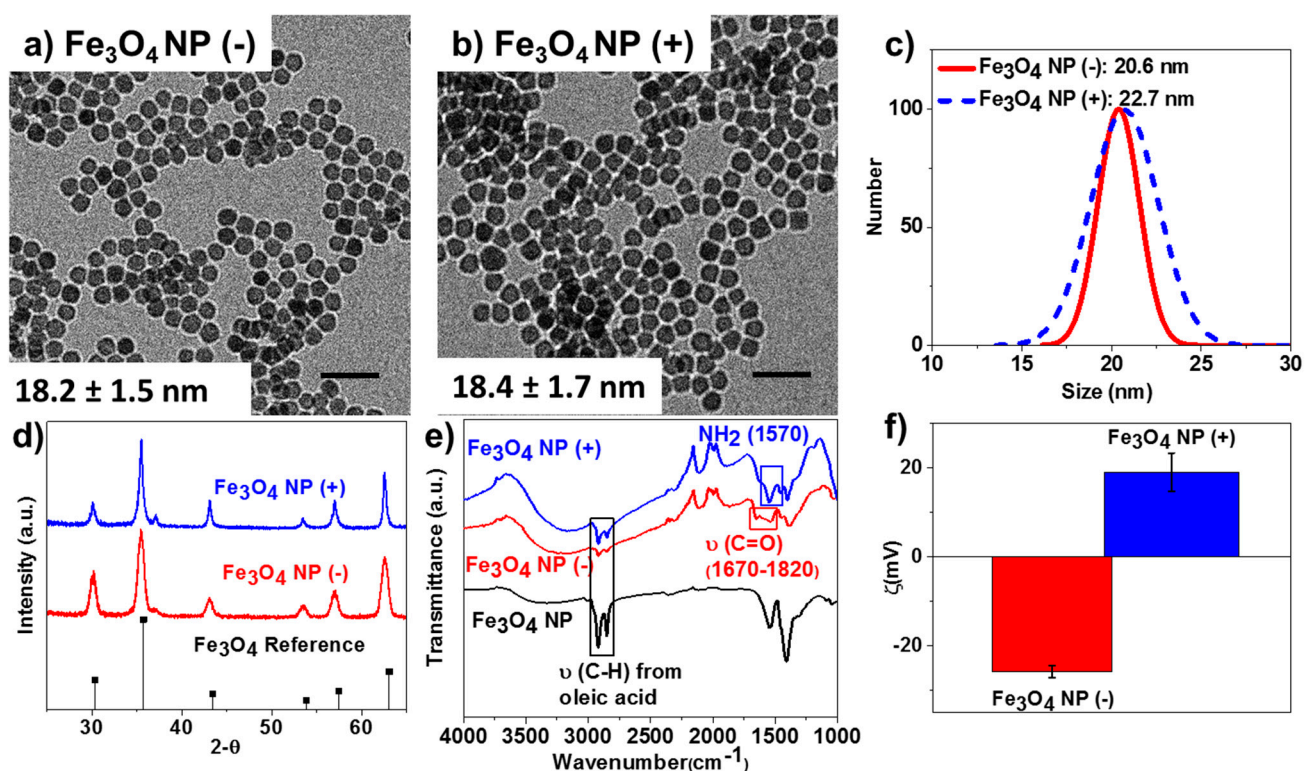 a) Fe₃O₄ NP (-)
18.2 ± 1.5 nm
b) Fe₃O₄ NP (+)
18.4 ± 1.7 nm
c)
Fe₃O₄ NP (-): 20.6 nm
Fe₃O₄ NP (+): 22.7 nm
Number
100
50
0
10 15 20 25 30
Size (nm)
d)
Intensity (a.u.)
Fe₃O₄ NP (+)
Fe₃O₄ NP (-)
Fe₃O₄ Reference
30 40 50 60
2-θ
e)
Transmittance (a.u.)
Fe₃O₄ NP (+)
NH₂ (1570)
Fe₃O₄ NP (-)
υ (C=O)
(1670-1820)
Fe₃O₄ NP
υ (C-H) from
oleic acid
4000 3500 3000 2500 2000 1500 1000
Wavenumber(cm⁻¹)
f)
Fe₃O₄ NP (+)
ζ(mV)
20
0
-20
Fe₃O₄ NP (-)